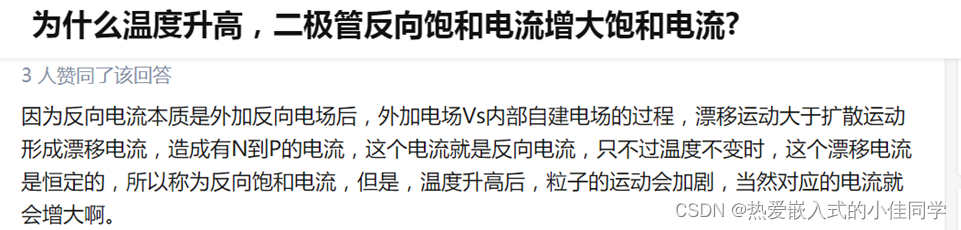 为什么温度升高，二极管反向饱和电流增大饱和电流?
3 人赞同了该回答
因为反向电流本质是外加反向电场后，外加电场Vs内部自建电场的过程，漂移运动大于扩散运动
形成漂移电流，造成有N到P的电流，这个电流就是反向电流，只不过温度不变时，这个漂移电流
是恒定的，所以称为反向饱和电流，但是，温度升高后，粒子的运动会加剧，当然对应的电流就
会增大啊。
CSDN @热爱嵌入式的小佳同学